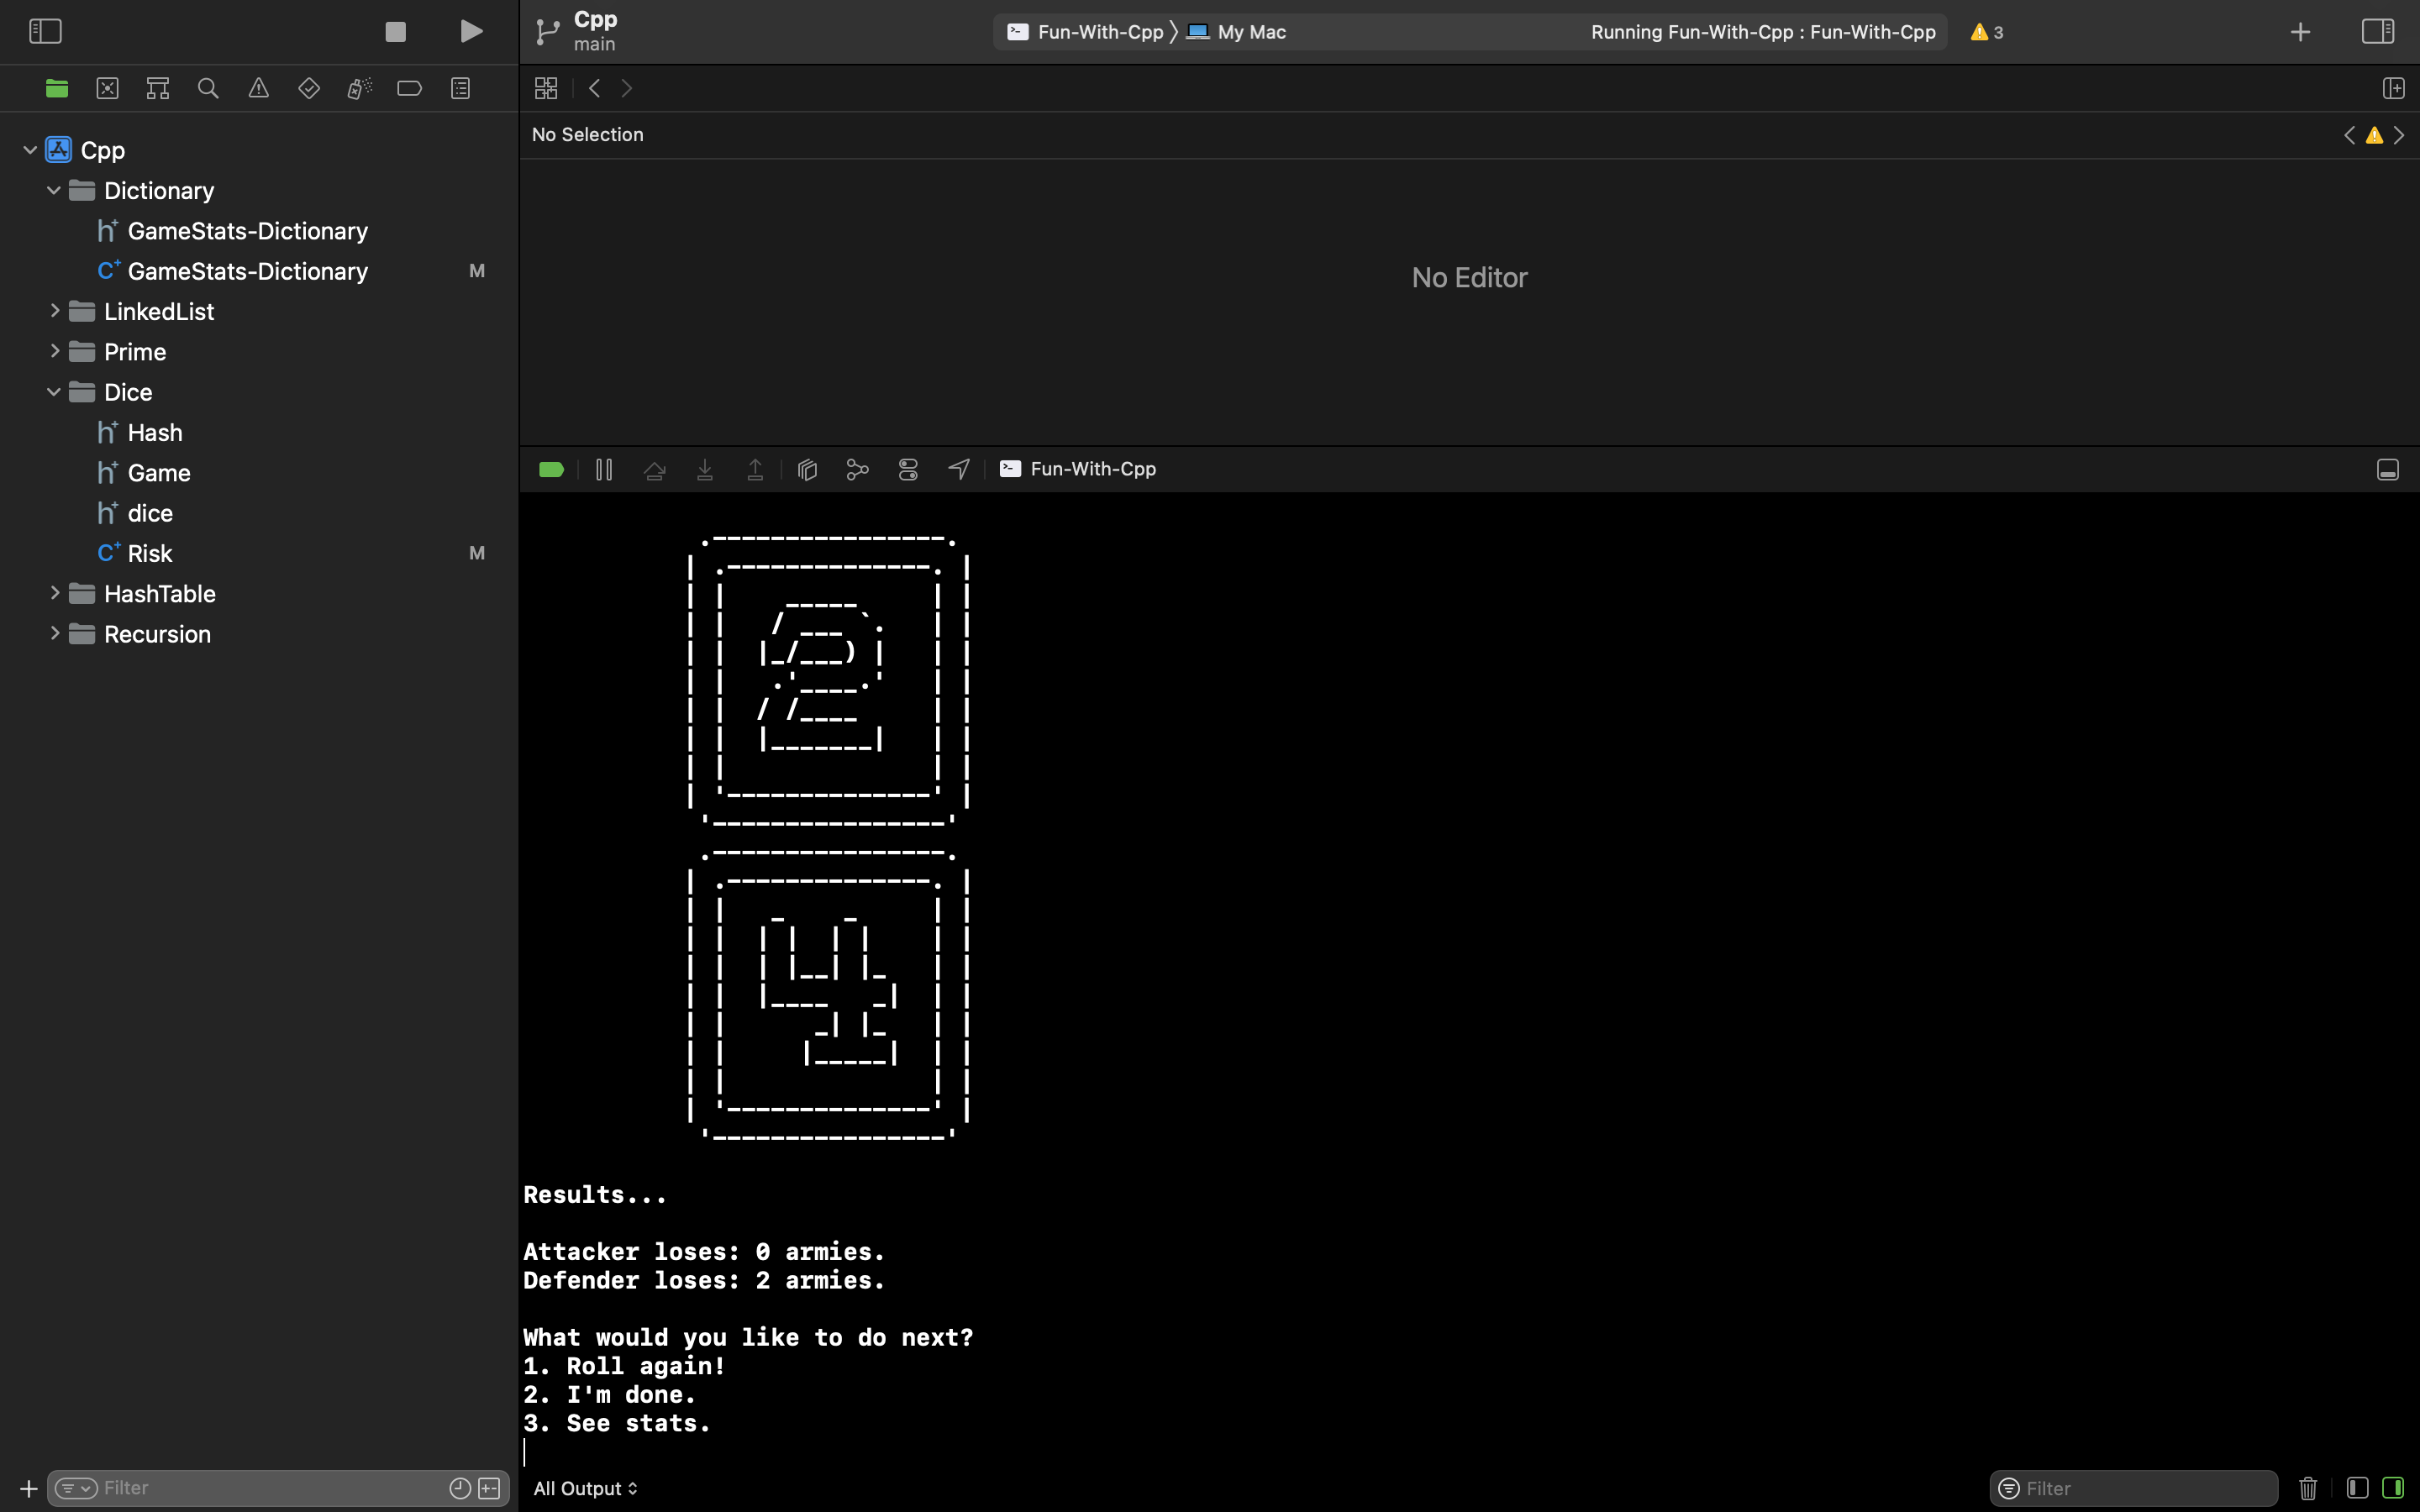 Cpp
main
Fun-With-Cpp
My Mac
Running Fun-With-Cpp : Fun-With-Cpp
3
No Selection
Cpp
Dictionary
GameStats-Dictionary
GameStats-Dictionary M
LinkedList
Prime
Dice
Hash
Game
dice
Risk M
HashTable
Recursion
Filter
No Editor
Fun-With-Cpp
2
4
Results...
Attacker loses: 0 armies.
Defender loses: 2 armies.
What would you like to do next?
1. Roll again!
2. I'm done.
3. See stats.
All Output
Filter